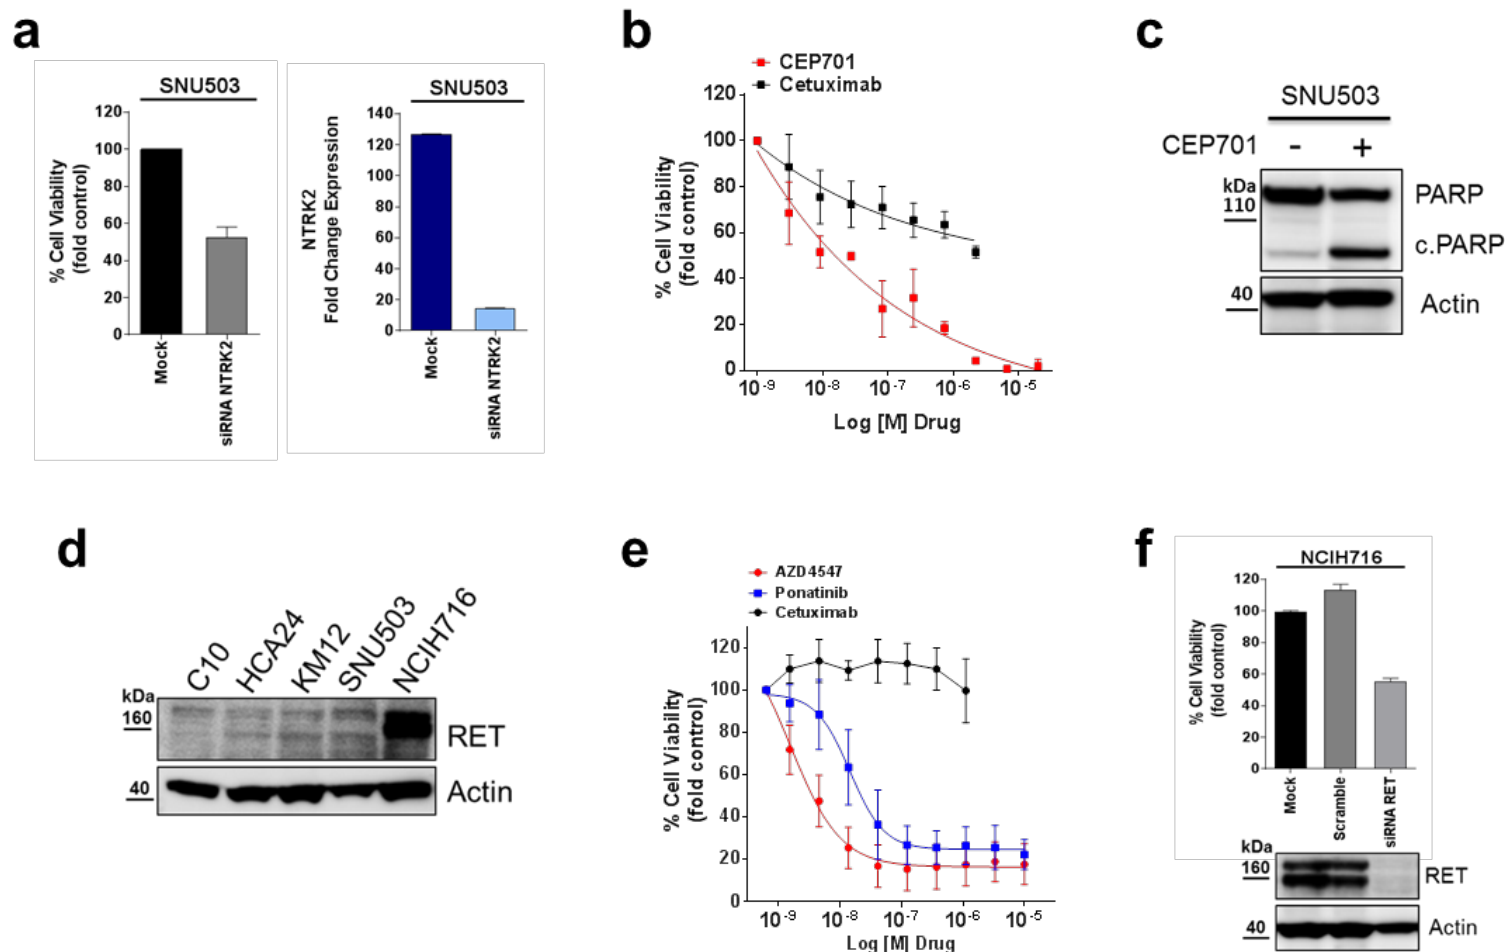 a
SNU503
% Cell Viability
(fold control)
120
100
80
60
40
20
0
Mock
siRNA NTRK2
SNU503
NTRK2
Fold Change Expression
140
120
100
80
60
40
20
0
Mock
siRNA NTRK2
b
CEP701
Cetuximab
% Cell Viability
(fold control)
120
100
80
60
40
20
0
10-9 10-8 10-7 10-6 10-5
Log [M] Drug
c
SNU503
CEP701 - +
kDa
110
PARP
c.PARP
40
Actin
d
C10 HCA24 KM12 SNU503 NCIH716
kDa
160
RET
40
Actin
e
AZD4547
Ponatinib
Cetuximab
% Cell Viability
(fold control)
120
100
80
60
40
20
0
10-9 10-8 10-7 10-6 10-5
Log [M] Drug
f
NCIH716
% Cell Viability
(fold control)
120
100
80
60
40
20
0
Mock
Scramble
siRNA RET
kDa
160
RET
40
Actin